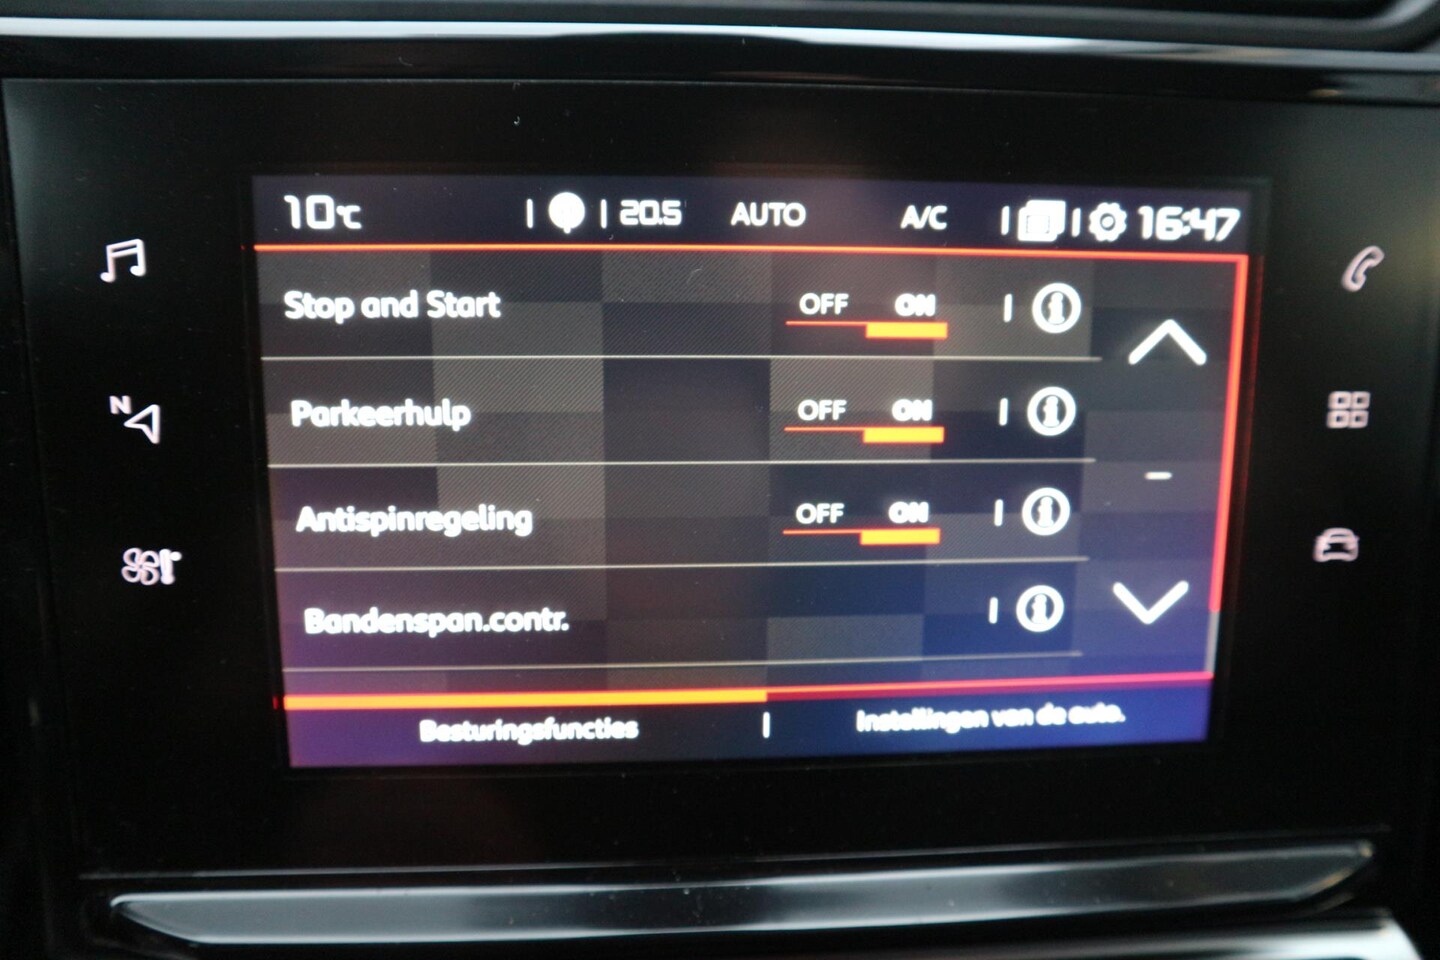 10°C 20.5 AUTO A/C 16:47
Stop and Start OFF ON
Parkeerhulp OFF ON
N
Antispinregeling OFF ON
Bandenspan.contr.
Besturingsfuncties Instellingen van de auto.